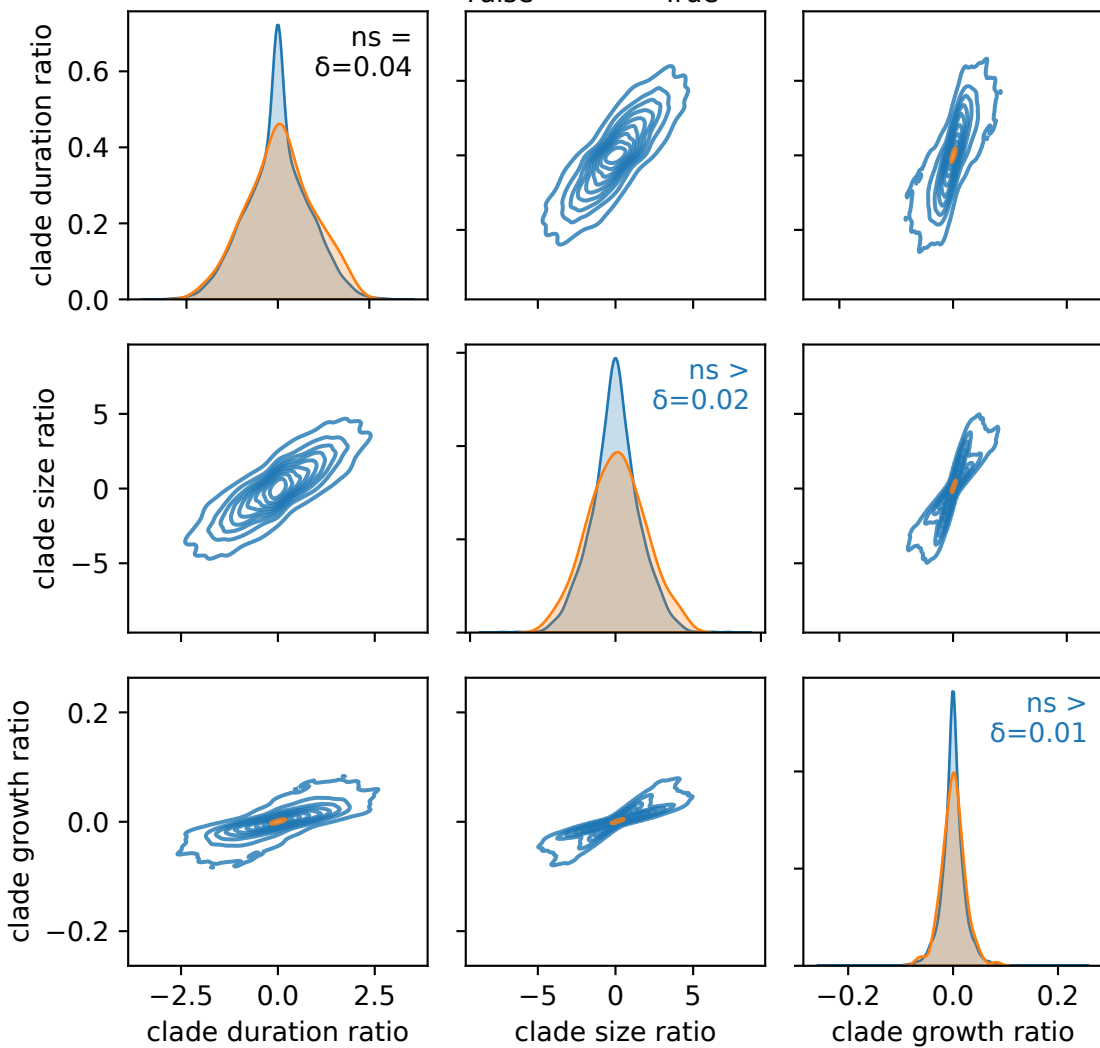 clade duration ratio
0.6
0.4
0.2
0.0
ns =
δ=0.04
clade size ratio
5
0
−5
ns >
δ=0.02
clade growth ratio
0.2
0.0
−0.2
ns >
δ=0.01
−2.5 0.0 2.5
−5 0 5
−0.2 0.0 0.2
clade duration ratio
clade size ratio
clade growth ratio